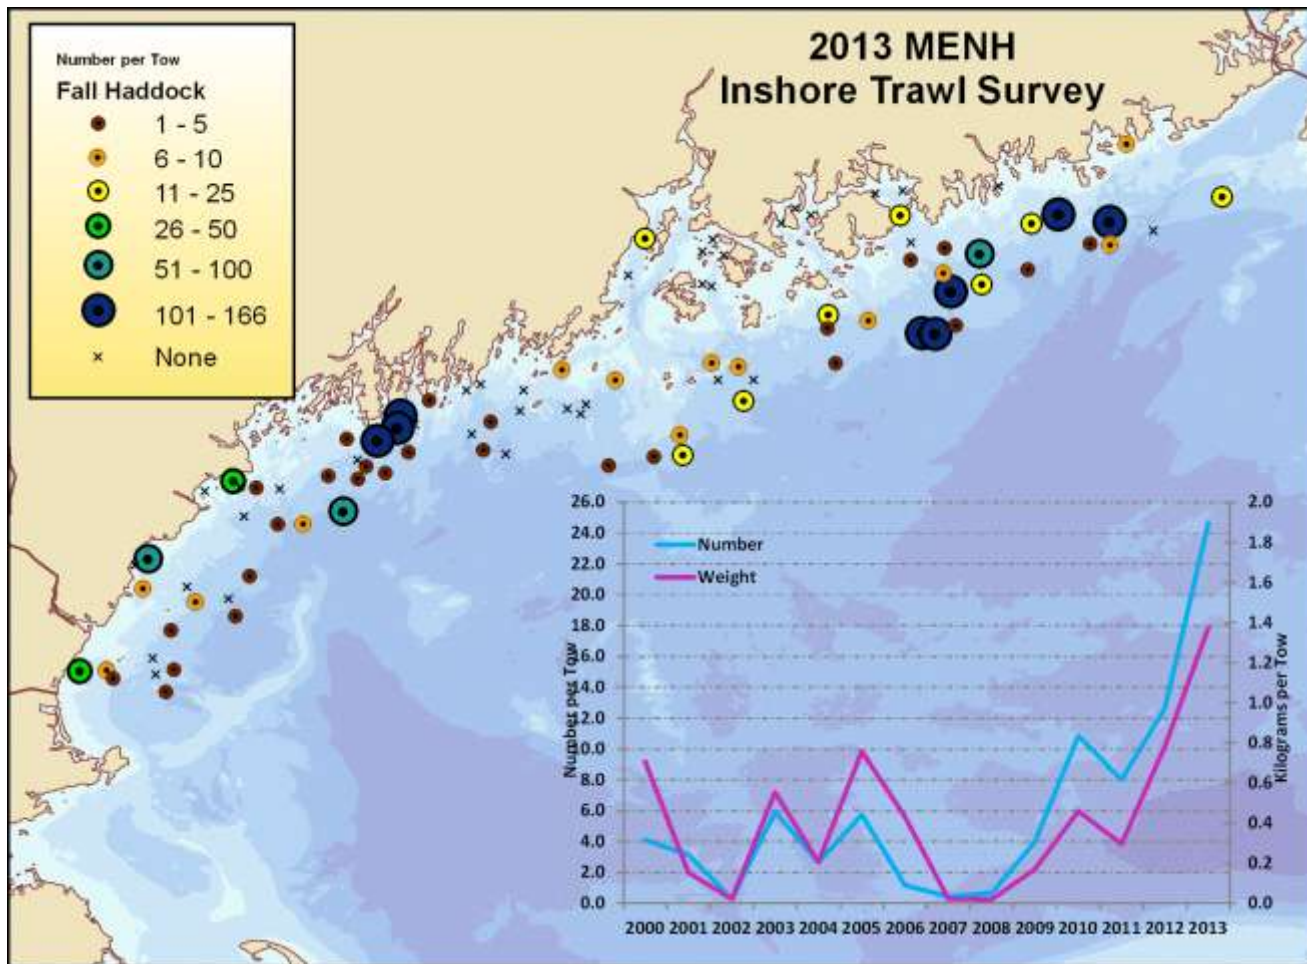 2013 MENH
Inshore Trawl Survey
Number per Tow
Fall Haddock
1 - 5
6 - 10
11 - 25
26 - 50
51 - 100
101 - 166
None
Number
Weight
Number per Tow
26.0
24.0
22.0
20.0
18.0
16.0
14.0
12.0
10.0
8.0
6.0
4.0
2.0
0.0
2.0
1.8
1.6
1.4
1.2
1.0
0.8
0.6
0.4
0.2
0.0
Kilograms per Tow
2000 2001 2002 2003 2004 2005 2006 2007 2008 2009 2010 2011 2012 2013